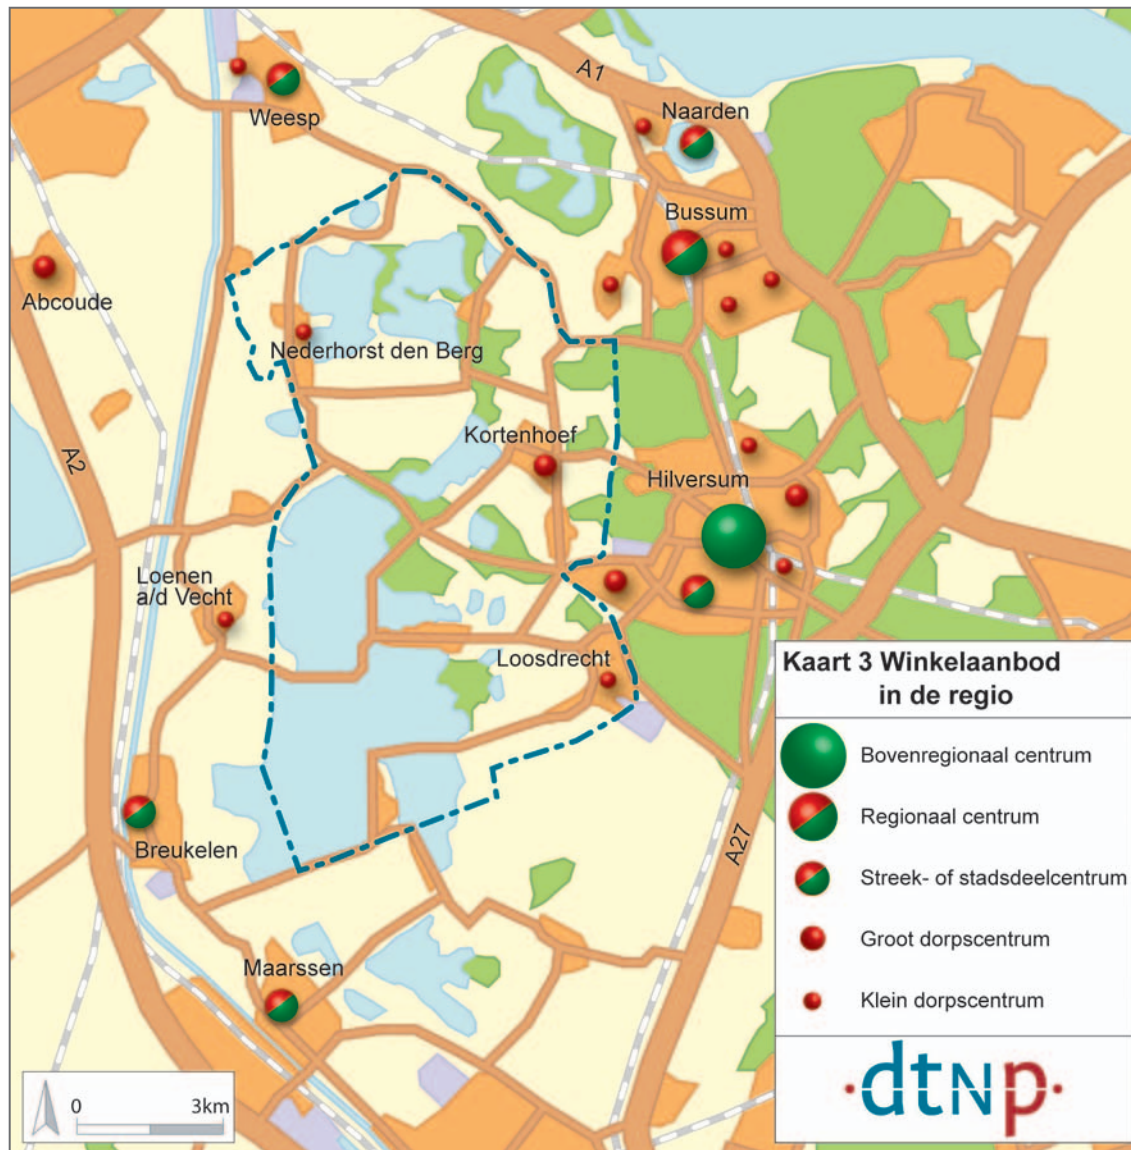 A1
Naarden
Weesp
Bussum
Abcoude
Nederhorst den Berg
Kortenhoef
A2
Hilversum
Loenen
a/d Vecht
Loosdrecht
Breukelen
A27
Maarssen
0 3km
Kaart 3 Winkelaanbod
in de regio
Bovenregionaal centrum
Regionaal centrum
Streek- of stadsdeelcentrum
Groot dorpscentrum
Klein dorpscentrum
·dtNp·